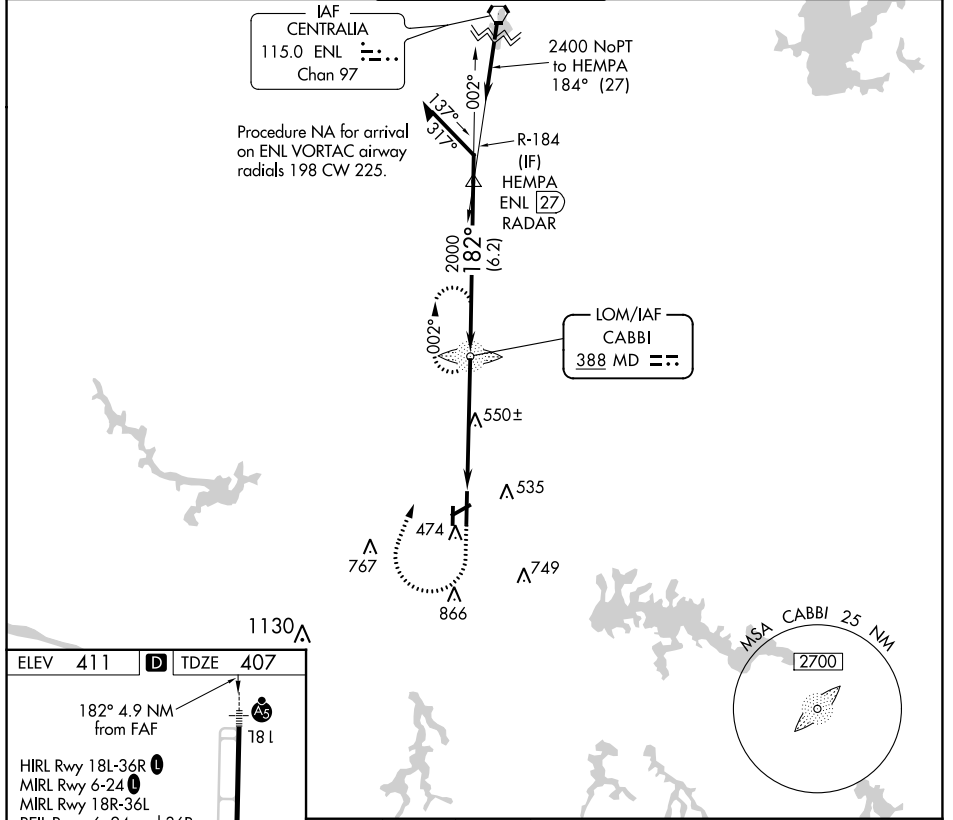 IAF
CENTRALIA
115.0 ENL
Chan 97
2400 NoPT
to HEMPA
184° (27)
002°
137°
317°
Procedure NA for arrival
on ENL VORTAC airway
radials 198 CW 225.
R-184
(IF)
HEMPA
ENL 27
RADAR
2000
182°
(6.2)
002°
LOM/IAF
CABBI
388 MD
550±
535
474
767
749
866
1130
MSA CABBI 25 NM
2700
ELEV 411 D TDZE 407
182° 4.9 NM
from FAF
A5
18L
HIRL Rwy 18L-36R L
MIRL Rwy 6-24 L
MIRL Rwy 18R-36L